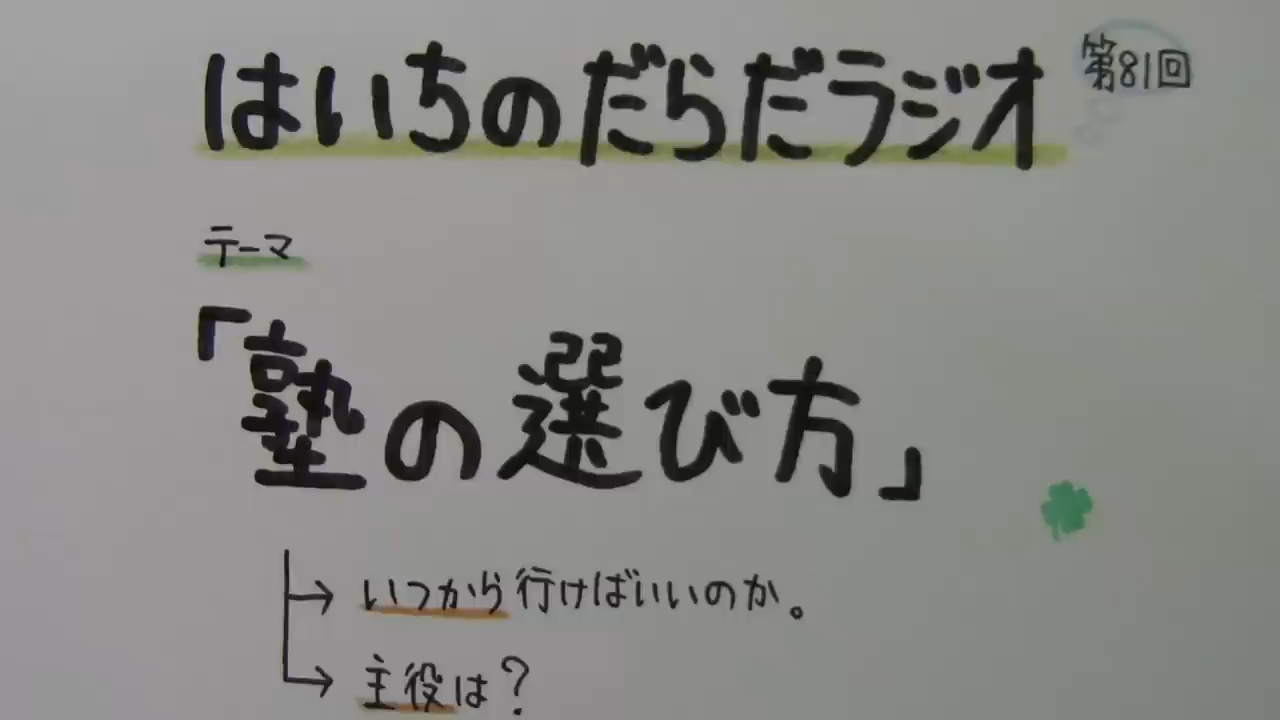 はいちのだらだラジオ 第81回
テーマ
「塾の選び方」
いつから行けばいいのか。
主役は?